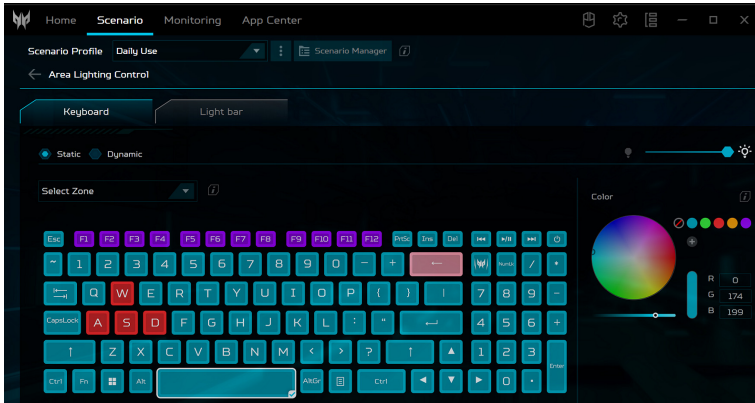 Home Scenario Monitoring App Center
Scenario Profile Daily Use Scenario Manager
Area Lighting Control
Keyboard Light bar
Static Dynamic
Select Zone
Color
Esc F1 F2 F3 F4 F5 F6 F7 F8 F9 F10 F11 F12 PrtSc Ins Del
~ 1 2 3 4 5 6 7 8 9 0 - + NumLk / *
Q W E R T Y U I O P { } | 7 8 9 -
CapsLock A S D F G H J K L : " 4 5 6 +
Z X C V B N M < > ? 1 2 3
Enter
Ctrl Fn Alt AltGr Ctrl 0 .
R 0
G 174
B 199